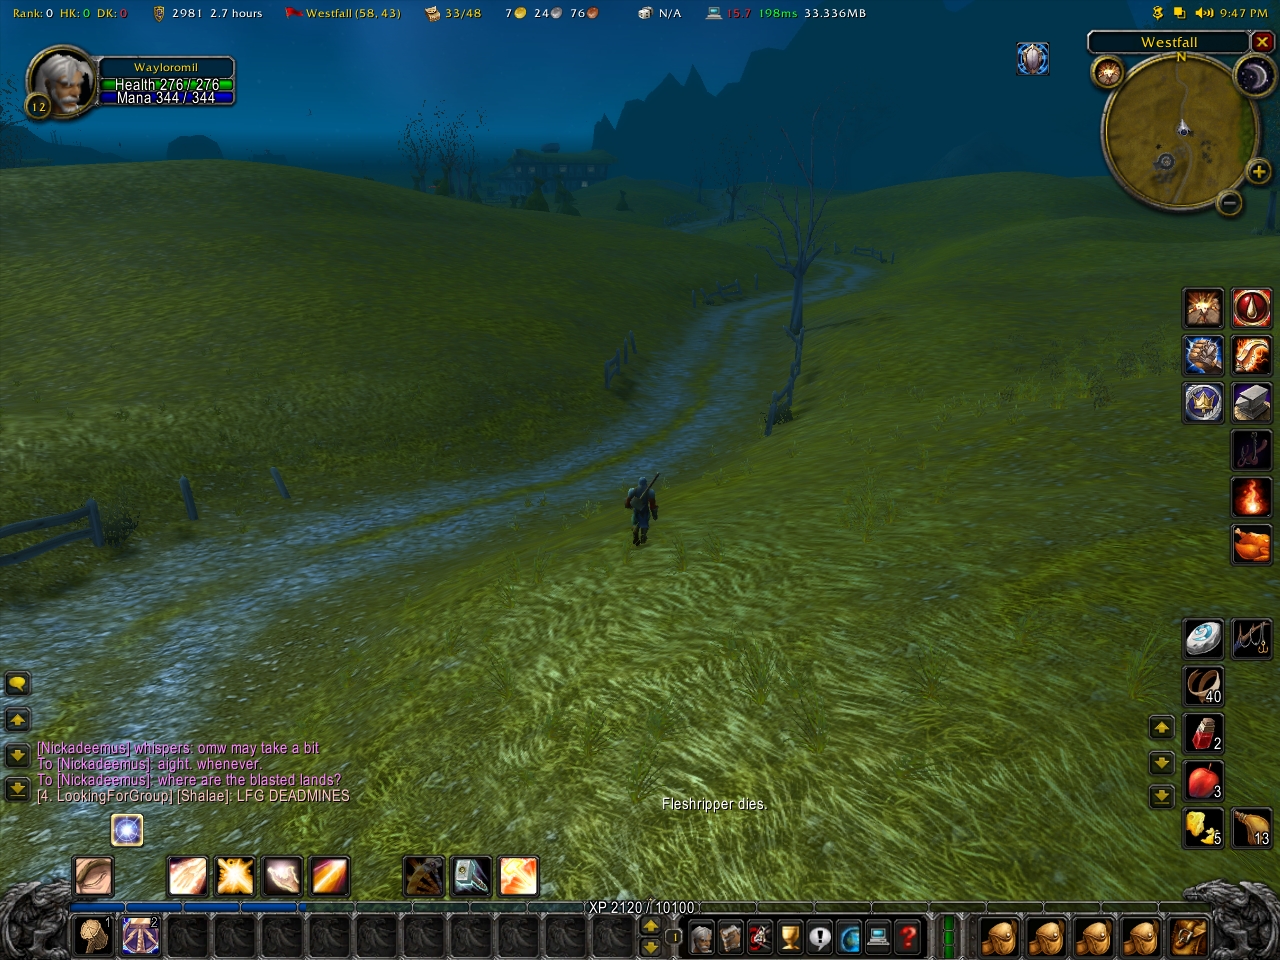 Rank: 0 HK: 0 DK: 0 2981 2.7 hours Westfall (58, 43) 33/48 7 24 76 N/A 15.7 198ms 33.336MB 9:47 PM
Westfall
N
Wayloromil
Health 276 / 276
Mana 344 / 344
12
40
2
3
5 13
[Nickadeemus] whispers: omw may take a bit
To [Nickadeemus]: aight. whenever.
To [Nickadeemus]: where are the blasted lands?
[4. LookingForGroup] [Shalae]: LFG DEADMINES
Fleshripper dies.
XP 2120 / 10100
1 2
1